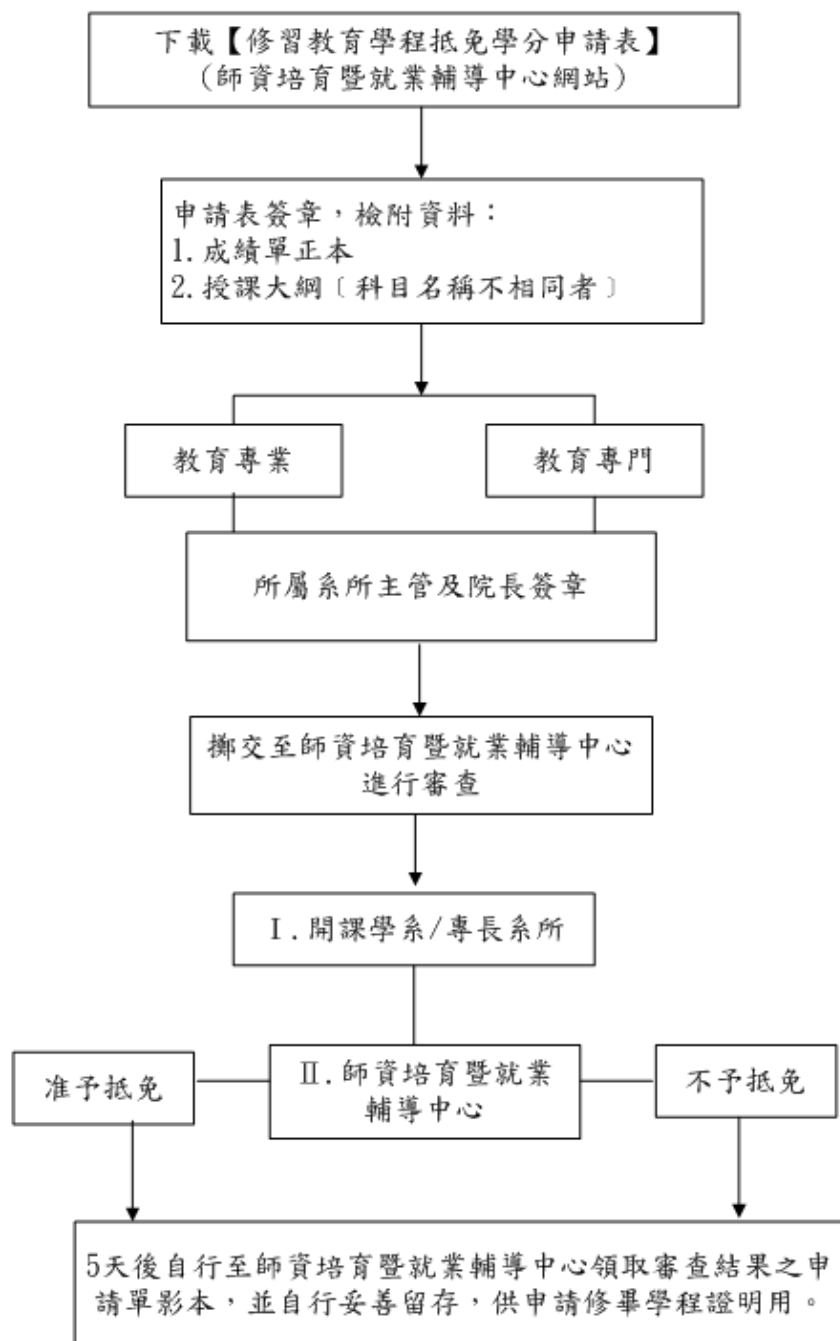 下載【修習教育學程抵免學分申請表】
(師資培育暨就業輔導中心網站)
申請表簽章，檢附資料：
1.成績單正本
2.授課大綱﹝科目名稱不相同者﹞
教育專業
教育專門
所屬系所主管及院長簽章
擲交至師資培育暨就業輔導中心
進行審查
Ⅰ.開課學系/專長系所
准予抵免
Ⅱ.師資培育暨就業
輔導中心
不予抵免
5天後自行至師資培育暨就業輔導中心領取審查結果之申
請單影本，並自行妥善留存，供申請修畢學程證明用。